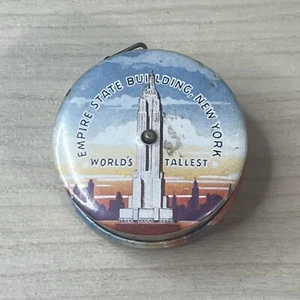 EMPIRE STATE BUILDING, NEW YORK
WORLD'S TALLEST